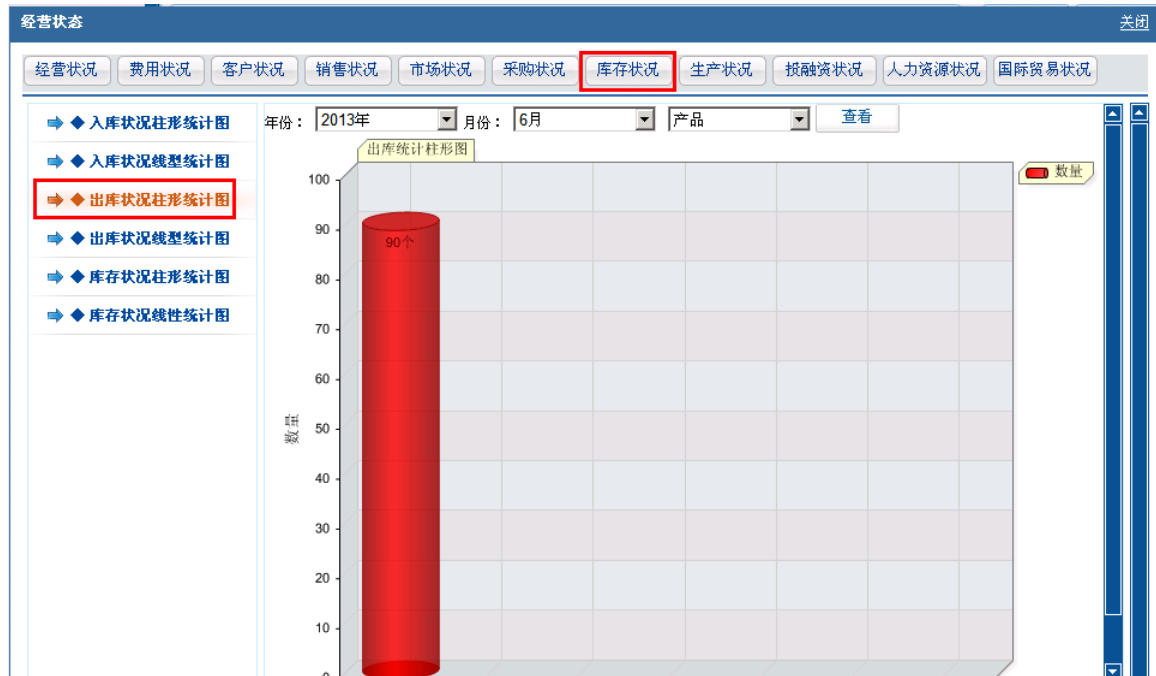 经营状态 关闭
经营状况 费用状况 客户状况 销售状况 市场状况 采购状况 库存状况 生产状况 投融资状况 人力资源状况 国际贸易状况
◆ 入库状况柱形统计图
◆ 入库状况线型统计图
◆ 出库状况柱形统计图
◆ 出库状况线型统计图
◆ 库存状况柱形统计图
◆ 库存状况线性统计图
年份： 2013年 月份： 6月 产品 查看
出库统计柱形图
数量
100
90
90个
80
70
60
数量
50
40
30
20
10
0